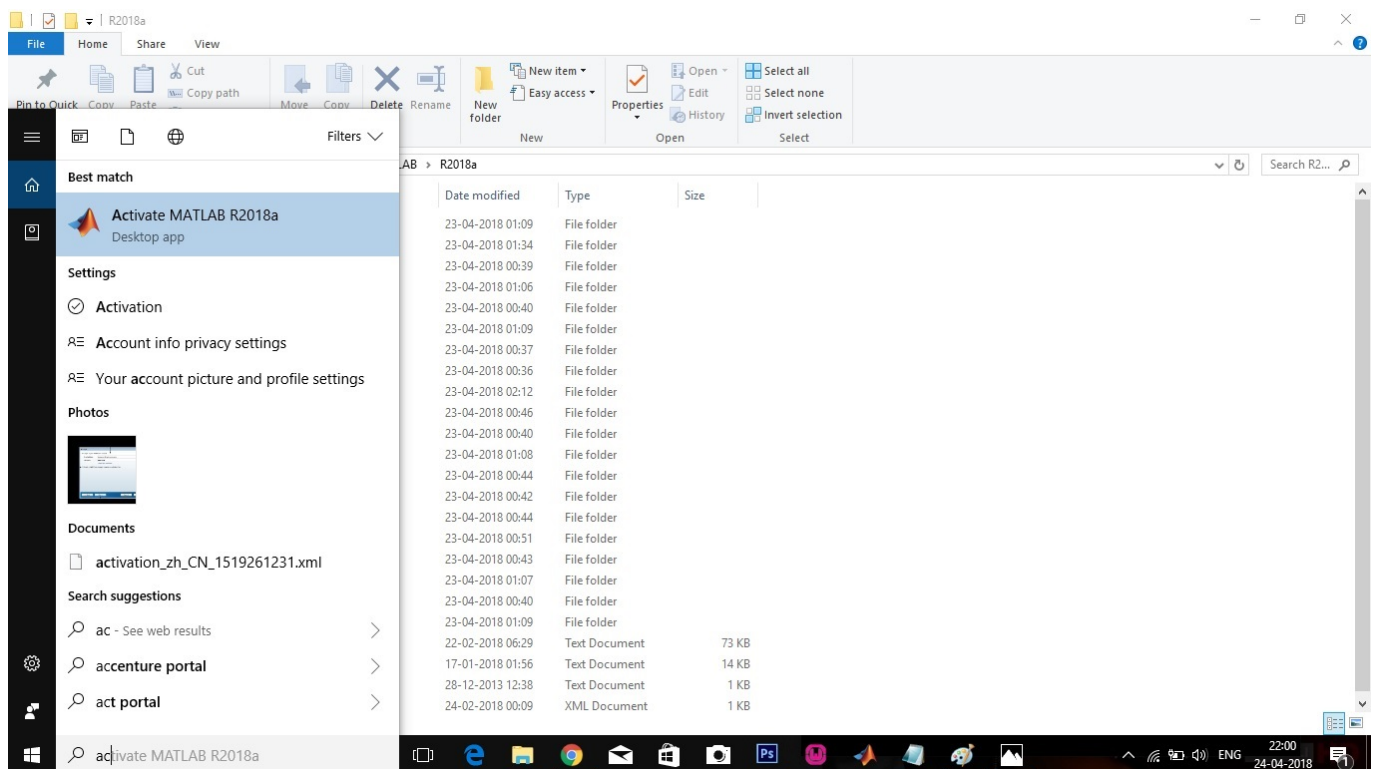 R2018a
File Home Share View
Cut
Copy path
Pin to Quick Copy Paste
Move Copy Delete Rename
New folder
New item
Easy access
New
Properties
Open
Edit
History
Open
Select all
Select none
Invert selection
Select
Filters
AB > R2018a
Search R2...
Best match
Activate MATLAB R2018a
Desktop app
Settings
Activation
Account info privacy settings
Your account picture and profile settings
Photos
Documents
activation_zh_CN_1519261231.xml
Search suggestions
ac - See web results
accenture portal
act portal
activate MATLAB R2018a
Date modified Type Size
23-04-2018 01:09 File folder
23-04-2018 01:34 File folder
23-04-2018 00:39 File folder
23-04-2018 01:06 File folder
23-04-2018 00:40 File folder
23-04-2018 01:09 File folder
23-04-2018 00:37 File folder
23-04-2018 00:36 File folder
23-04-2018 02:12 File folder
23-04-2018 00:46 File folder
23-04-2018 00:40 File folder
23-04-2018 01:08 File folder
23-04-2018 00:44 File folder
23-04-2018 00:42 File folder
23-04-2018 00:44 File folder
23-04-2018 00:51 File folder
23-04-2018 00:43 File folder
23-04-2018 01:07 File folder
23-04-2018 00:40 File folder
23-04-2018 01:09 File folder
22-02-2018 06:29 Text Document 73 KB
17-01-2018 01:56 Text Document 14 KB
28-12-2013 12:38 Text Document 1 KB
24-02-2018 00:09 XML Document 1 KB
Ps
ENG
22:00
24-04-2018
1